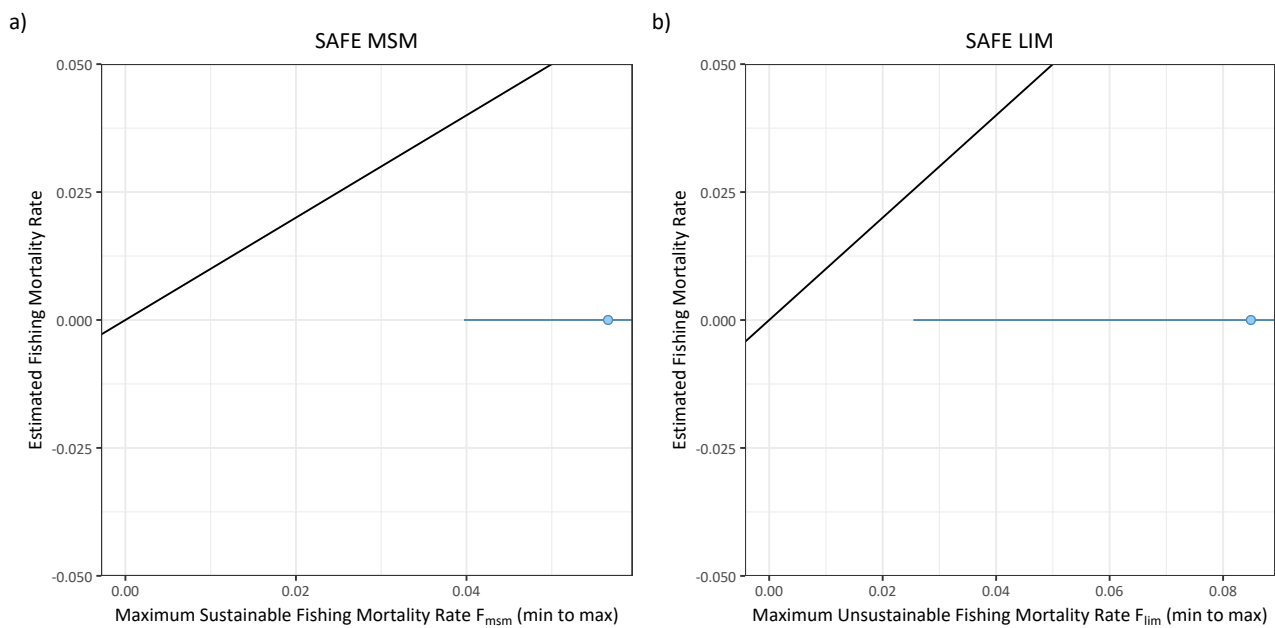 a)
SAFE MSM
0.050
0.025
0.000
-0.025
-0.050
Estimated Fishing Mortality Rate
0.00 0.02 0.04
Maximum Sustainable Fishing Mortality Rate Fmsm (min to max)
b)
SAFE LIM
0.050
0.025
0.000
-0.025
-0.050
Estimated Fishing Mortality Rate
0.00 0.02 0.04 0.06 0.08
Maximum Unsustainable Fishing Mortality Rate Flim (min to max)